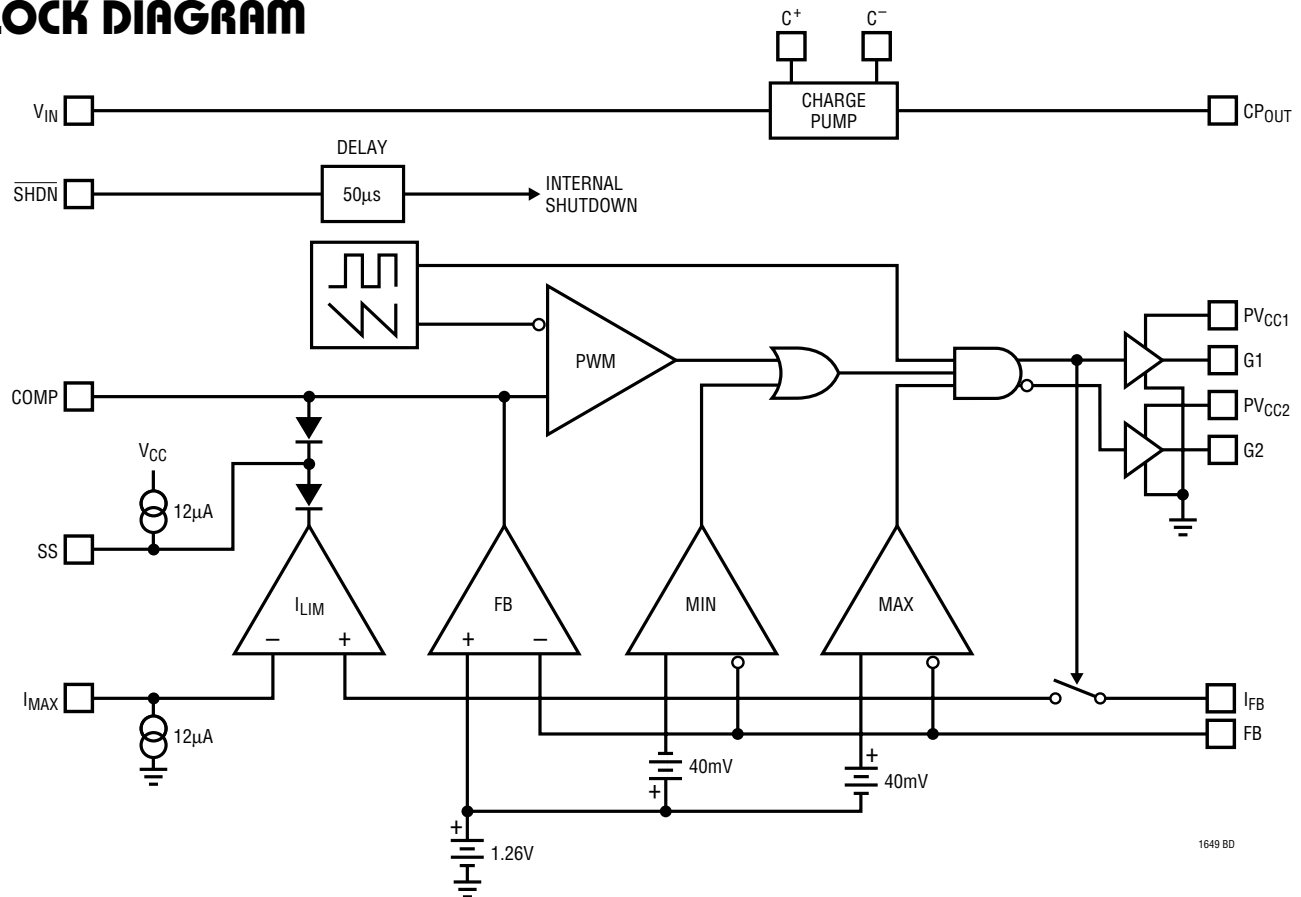 BLOCK DIAGRAM
C+ C−
VIN
CHARGE
PUMP
CPOUT
DELAY
SHDN
50µs
INTERNAL
SHUTDOWN
PVCC1
PWM
G1
COMP
PVCC2
VCC
G2
12µA
SS
ILIM
FB
MIN
MAX
− +
+ −
IMAX
IFB
FB
12µA
+
40mV
+
40mV
+
1.26V
1649 BD